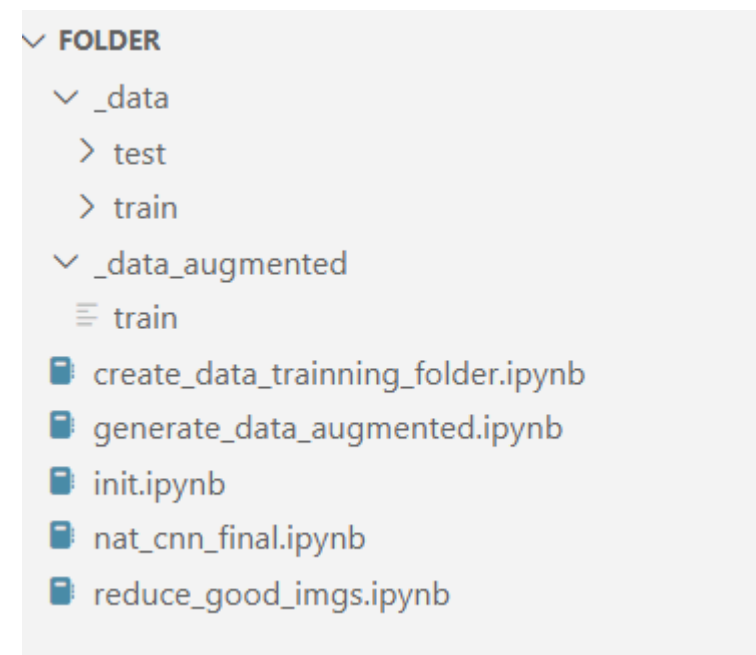 FOLDER
_data
test
train
_data_augmented
train
create_data_trainning_folder.ipynb
generate_data_augmented.ipynb
init.ipynb
nat_cnn_final.ipynb
reduce_good_imgs.ipynb